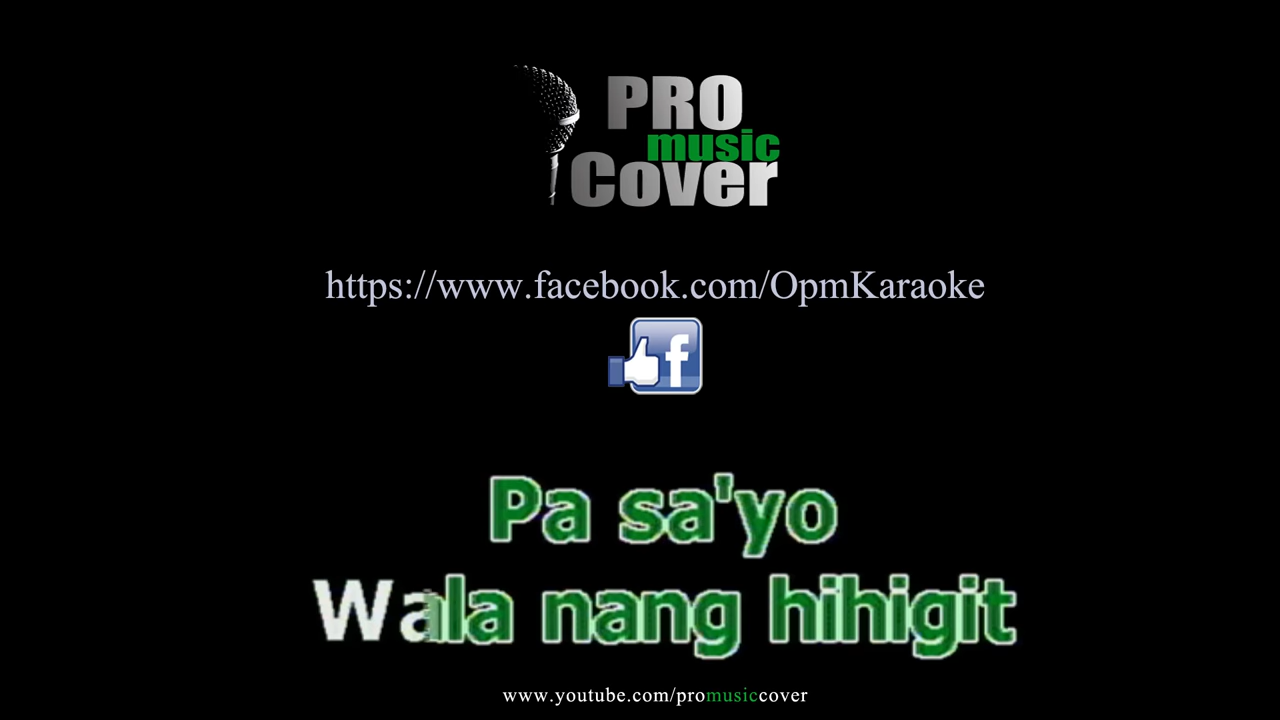 PRO
music
Cover
https://www.facebook.com/OpmKaraoke
f
Pa sa'yo
Wala nang hihigit
www.youtube.com/promusiccover